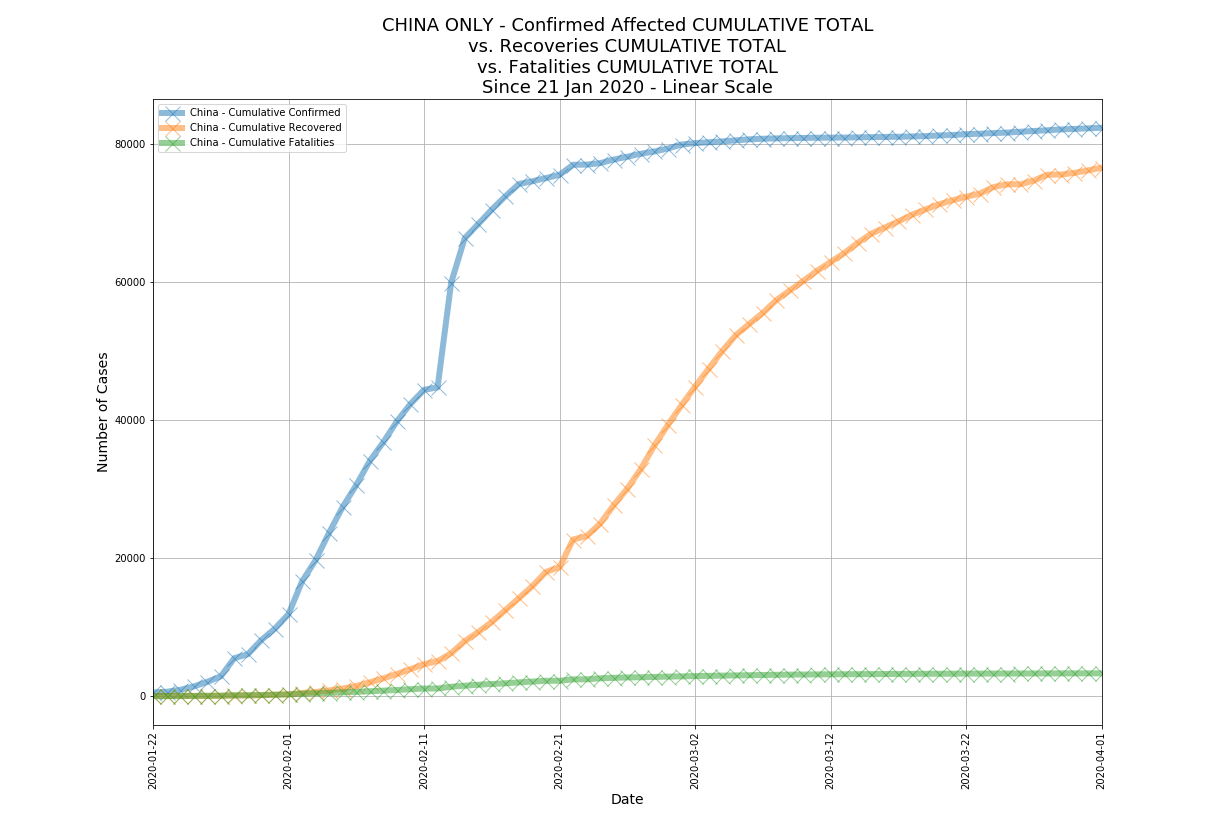 CHINA ONLY - Confirmed Affected CUMULATIVE TOTAL
vs. Recoveries CUMULATIVE TOTAL
vs. Fatalities CUMULATIVE TOTAL
Since 21 Jan 2020 - Linear Scale
China - Cumulative Confirmed
China - Cumulative Recovered
China - Cumulative Fatalities
Number of Cases
80000
60000
40000
20000
0
2020-01-22
2020-02-01
2020-02-11
2020-02-21
2020-03-02
2020-03-12
2020-03-22
2020-04-01
Date